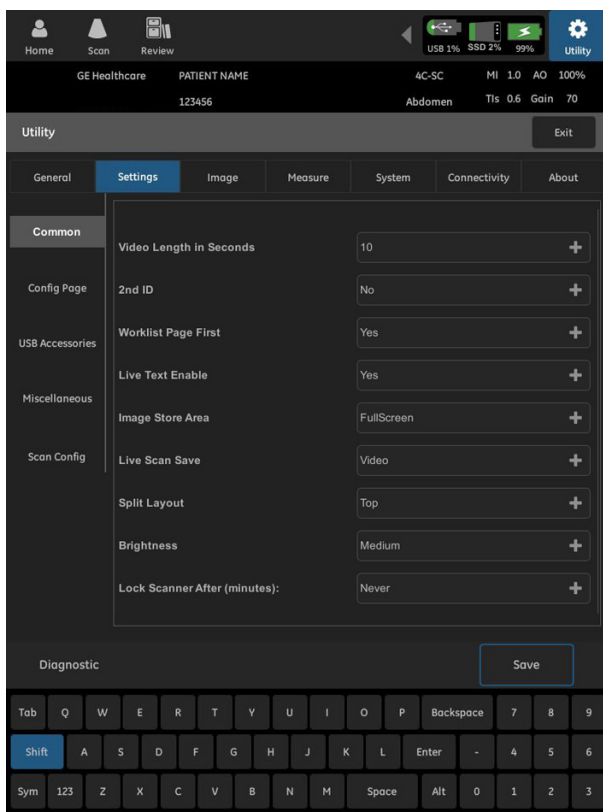 Home Scan Review USB 1% SSD 2% 99% Utility
GE Healthcare PATIENT NAME 4C-SC MI 1.0 AO 100%
123456 Abdomen TIs 0.6 Gain 70
Utility Exit
General Settings Image Measure System Connectivity About
Common
Video Length in Seconds 10
Config Page 2nd ID No
Worklist Page First Yes
USB Accessories
Live Text Enable Yes
Miscellaneous
Image Store Area FullScreen
Scan Config Live Scan Save Video
Split Layout Top
Brightness Medium
Lock Scanner After (minutes): Never
Diagnostic Save
Tab Q W E R T Y U I O P Backspace 7 8 9
Shift A S D F G H J K L Enter - 4 5 6
Sym 123 Z X C V B N M Space Alt 0 1 2 3